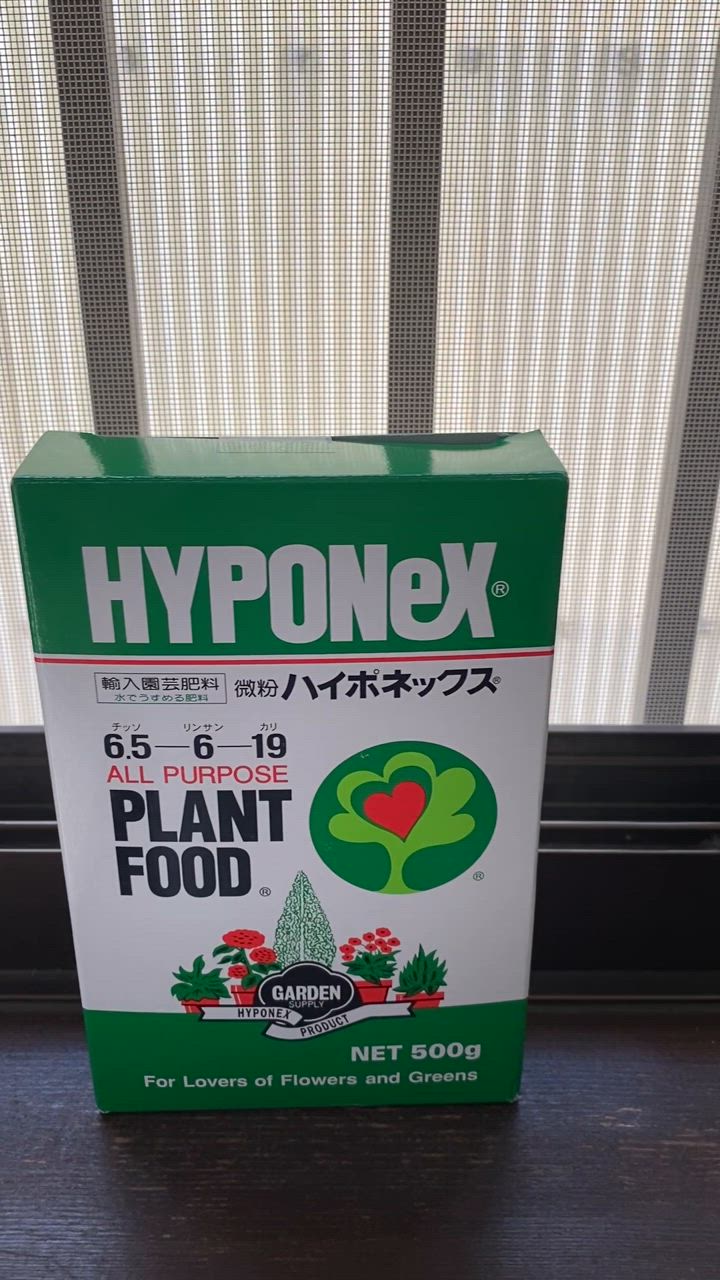 HYPONeX®
輸入園芸肥料
水でうすめる肥料
微粉ハイポネックス®
チッソ リンサン カリ
6.5—6—19
ALL PURPOSE
PLANT
FOOD®
®
GARDEN
SUPPLY
HYPONEX PRODUCT
NET 500g
For Lovers of Flowers and Greens